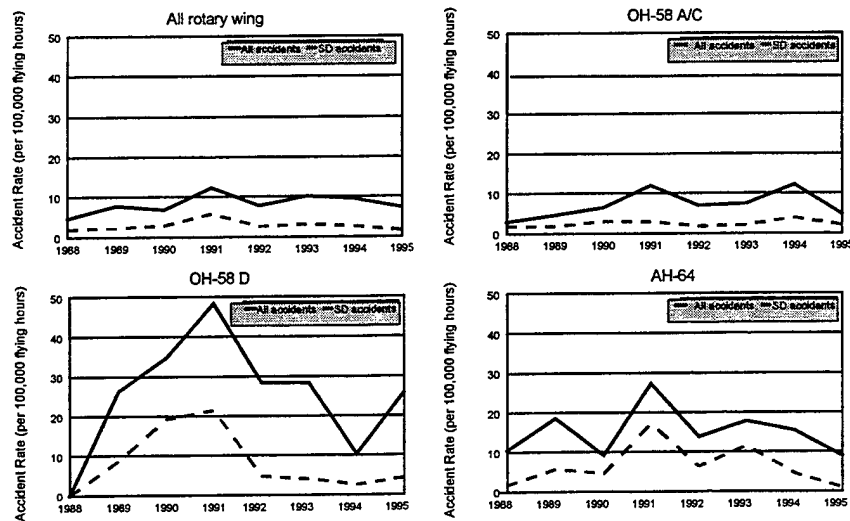 All rotary wing
All accidents SD accidents
Accident Rate (per 100,000 flying hours)
50
40
30
20
10
0
1988 1989 1990 1991 1992 1993 1994 1995
OH-58 A/C
All accidents SD accidents
Accident Rate (per 100,000 flying hours)
50
40
30
20
10
0
1988 1989 1990 1991 1992 1993 1994 1995
OH-58 D
All accidents SD accidents
Accident Rate (per 100,000 flying hours)
50
40
30
20
10
0
1988 1989 1990 1991 1992 1993 1994 1995
AH-64
All accidents SD accidents
Accident Rate (per 100,000 flying hours)
50
40
30
20
10
0
1988 1989 1990 1991 1992 1993 1994 1995